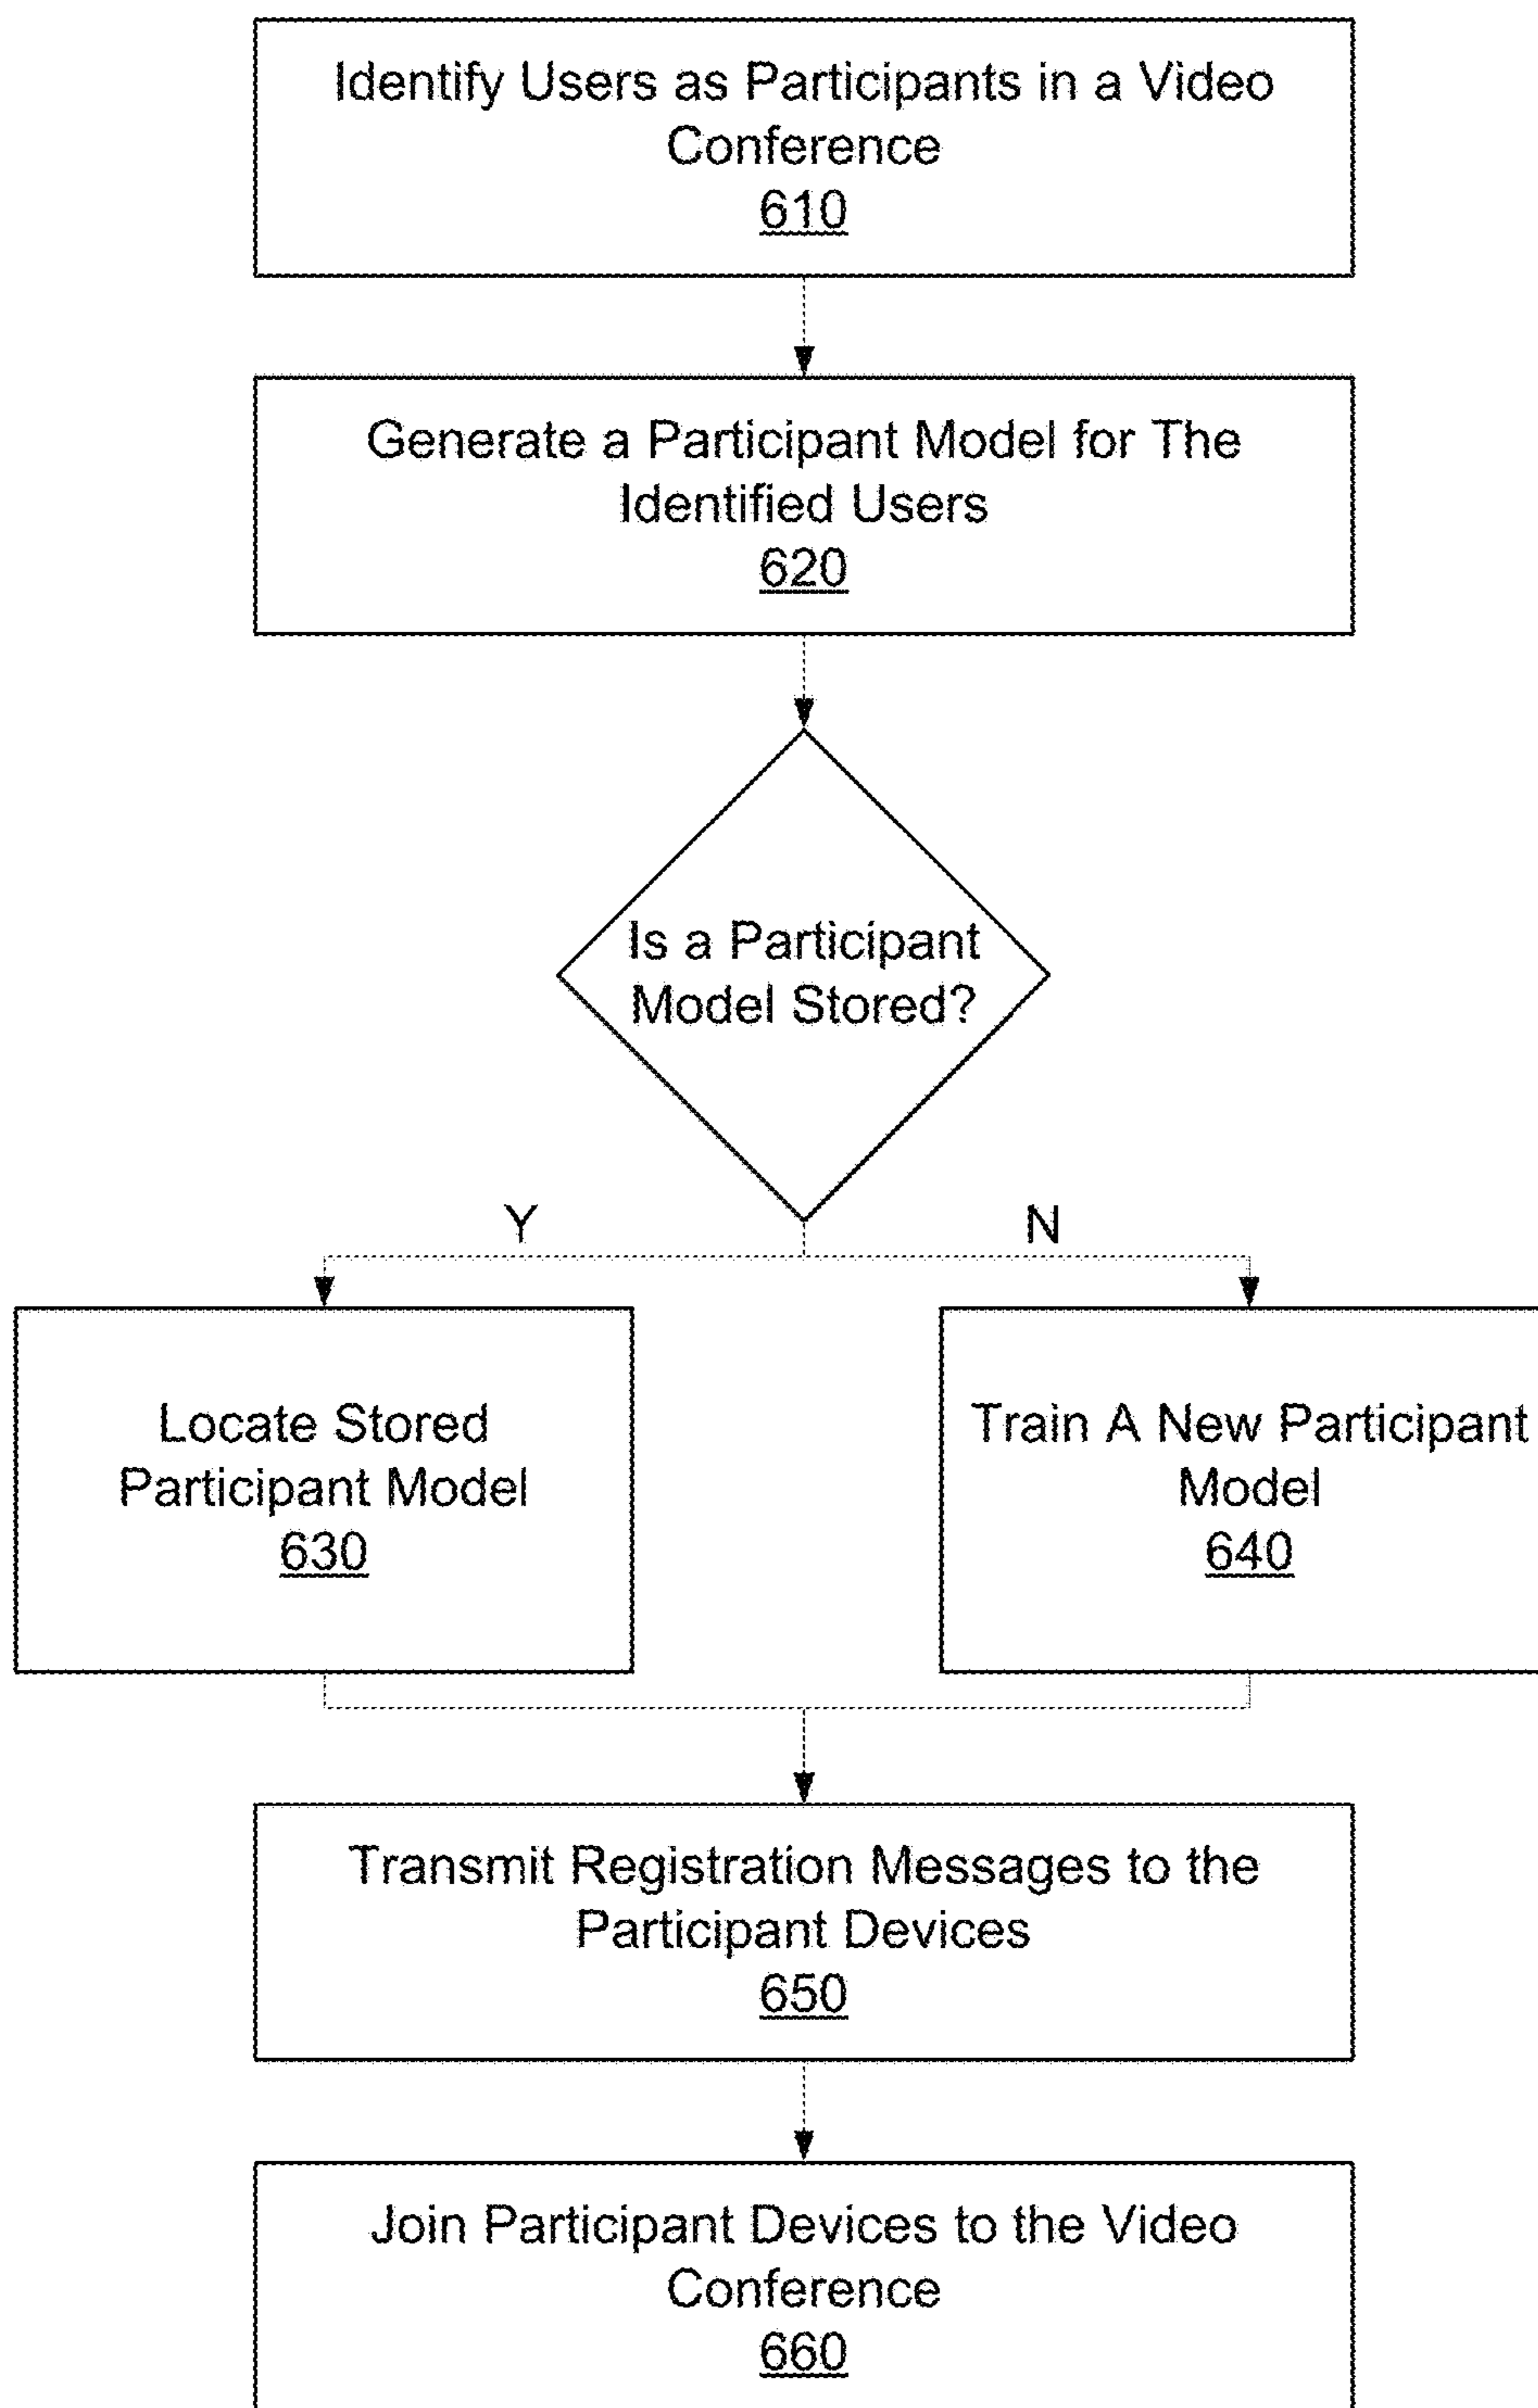 Identify Users as Participants in a Video
Conference
610
Generate a Participant Model for The
Identified Users
620
Is a Participant
Model Stored?
Y
N
Locate Stored
Participant Model
630
Train A New Participant
Model
640
Transmit Registration Messages to the
Participant Devices
650
Join Participant Devices to the Video
Conference
660